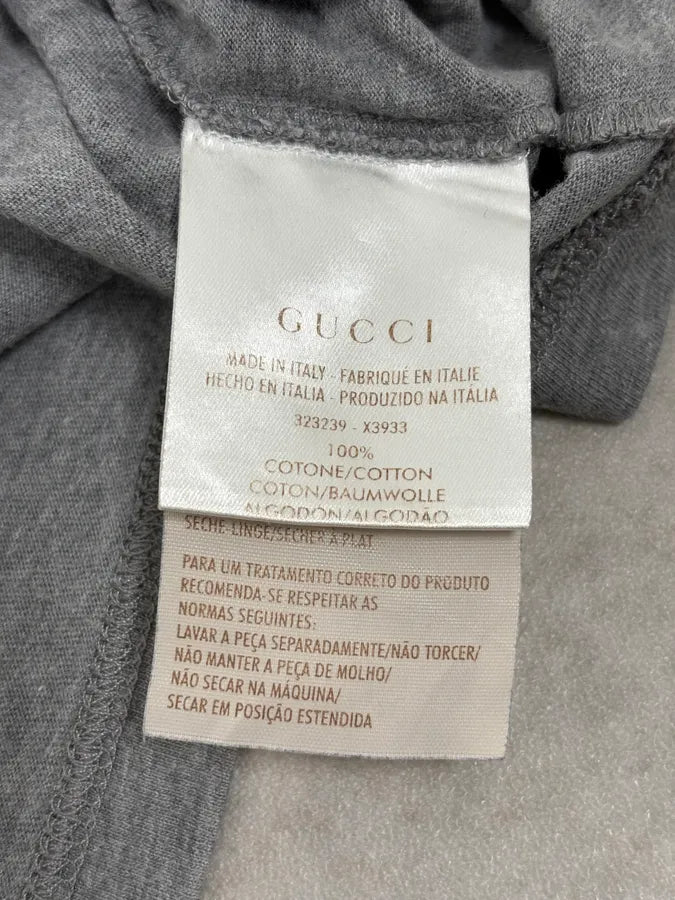 GUCCI
MADE IN ITALY - FABRIQUÉ EN ITALIE
HECHO EN ITALIA - PRODUZIDO NA ITÁLIA
323239 - X3933
100%
COTONE/COTTON
COTON/BAUMWOLLE
ALGODON/ALGODÃO
SECHE-LINGE/SECHER À PLAT
PARA UM TRATAMENTO CORRETO DO PRODUTO
RECOMENDA-SE RESPEITAR AS
NORMAS SEGUINTES:
LAVAR A PEÇA SEPARADAMENTE/NÃO TORCER/
NÃO MANTER A PEÇA DE MOLHO/
NÃO SECAR NA MÁQUINA/
SECAR EM POSIÇÃO ESTENDIDA